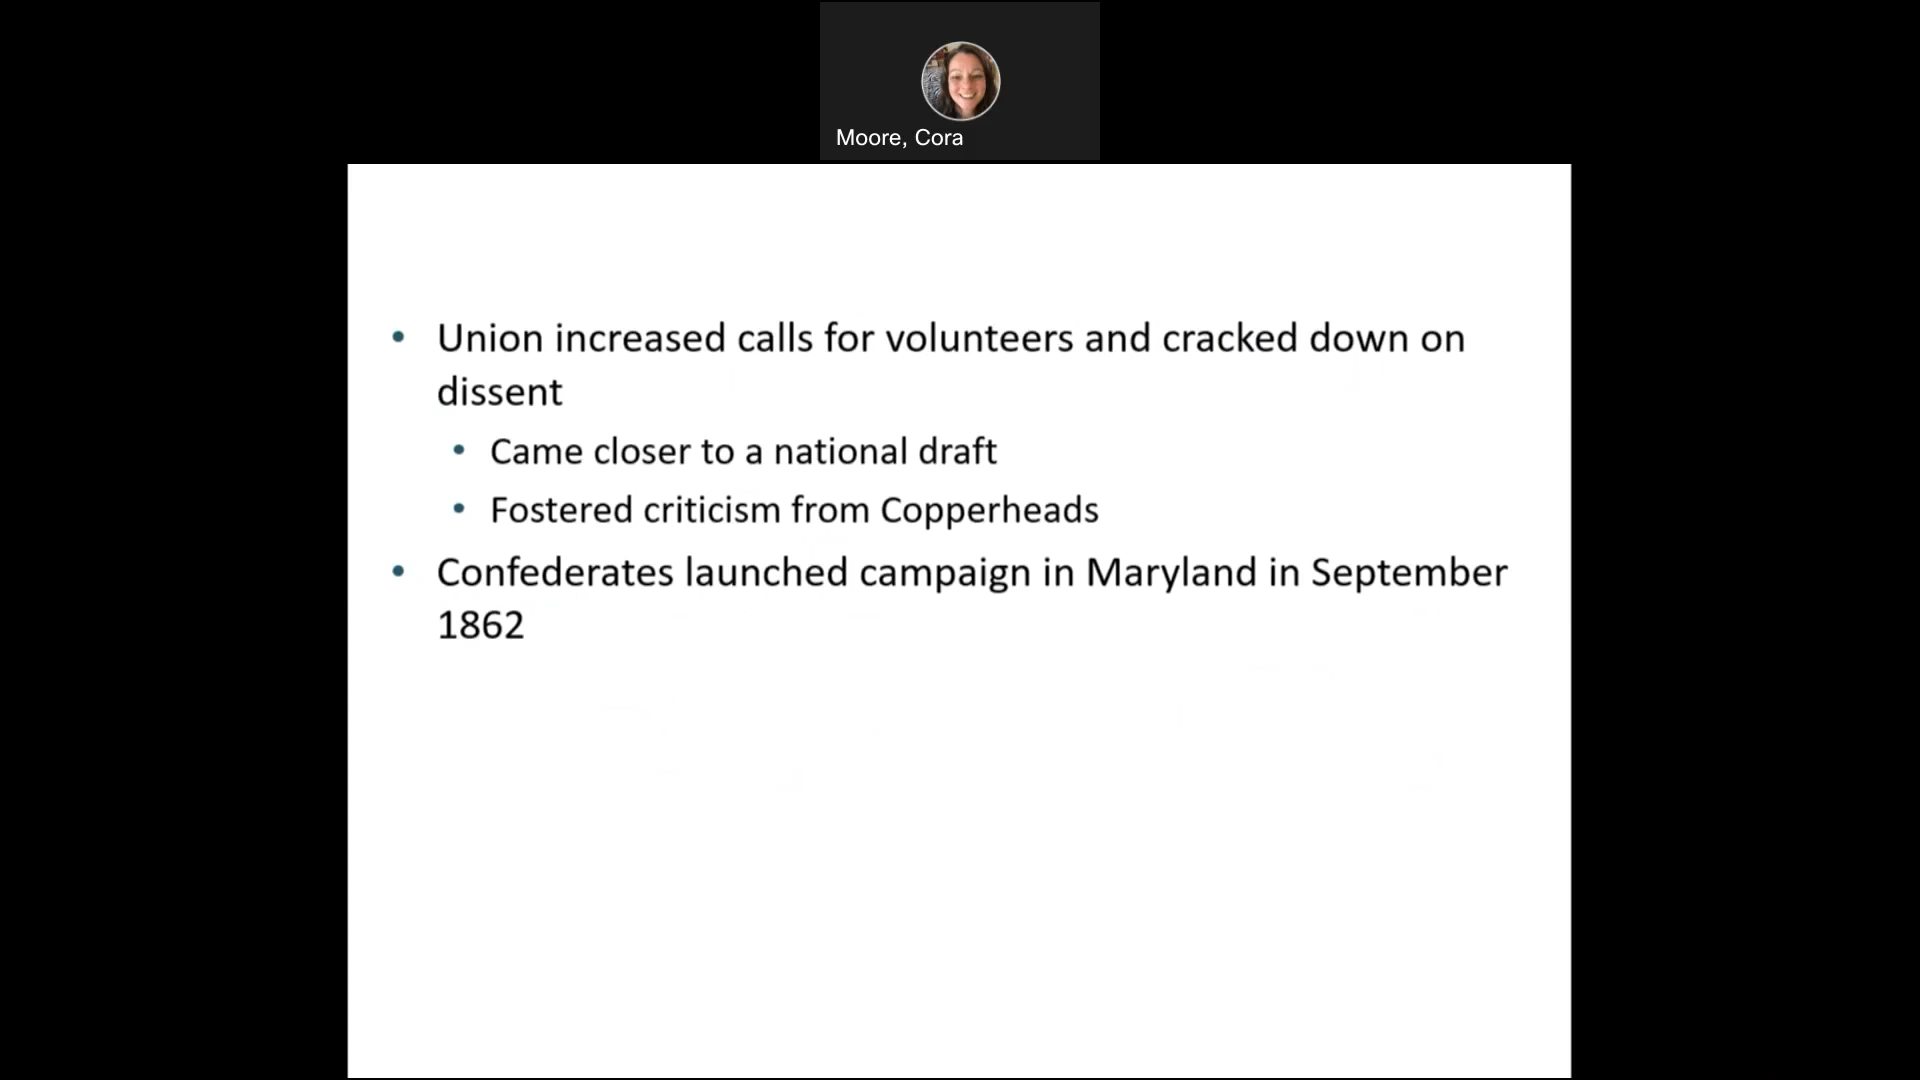 Moore, Cora
• Union increased calls for volunteers and cracked down on
dissent
• Came closer to a national draft
• Fostered criticism from Copperheads
• Confederates launched campaign in Maryland in September
1862